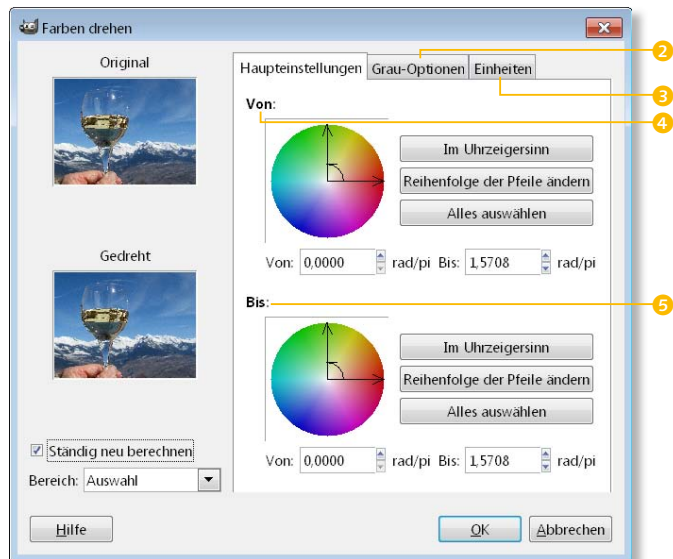 Farben drehen
Original
Gedreht
Ständig neu berechnen
Bereich: Auswahl
Haupteinstellungen Grau-Optionen Einheiten
2
3
Von:
4
Im Uhrzeigersinn
Reihenfolge der Pfeile ändern
Alles auswählen
Von: 0,0000 rad/pi Bis: 1,5708 rad/pi
Bis:
5
Im Uhrzeigersinn
Reihenfolge der Pfeile ändern
Alles auswählen
Von: 0,0000 rad/pi Bis: 1,5708 rad/pi
Hilfe
OK
Abbrechen